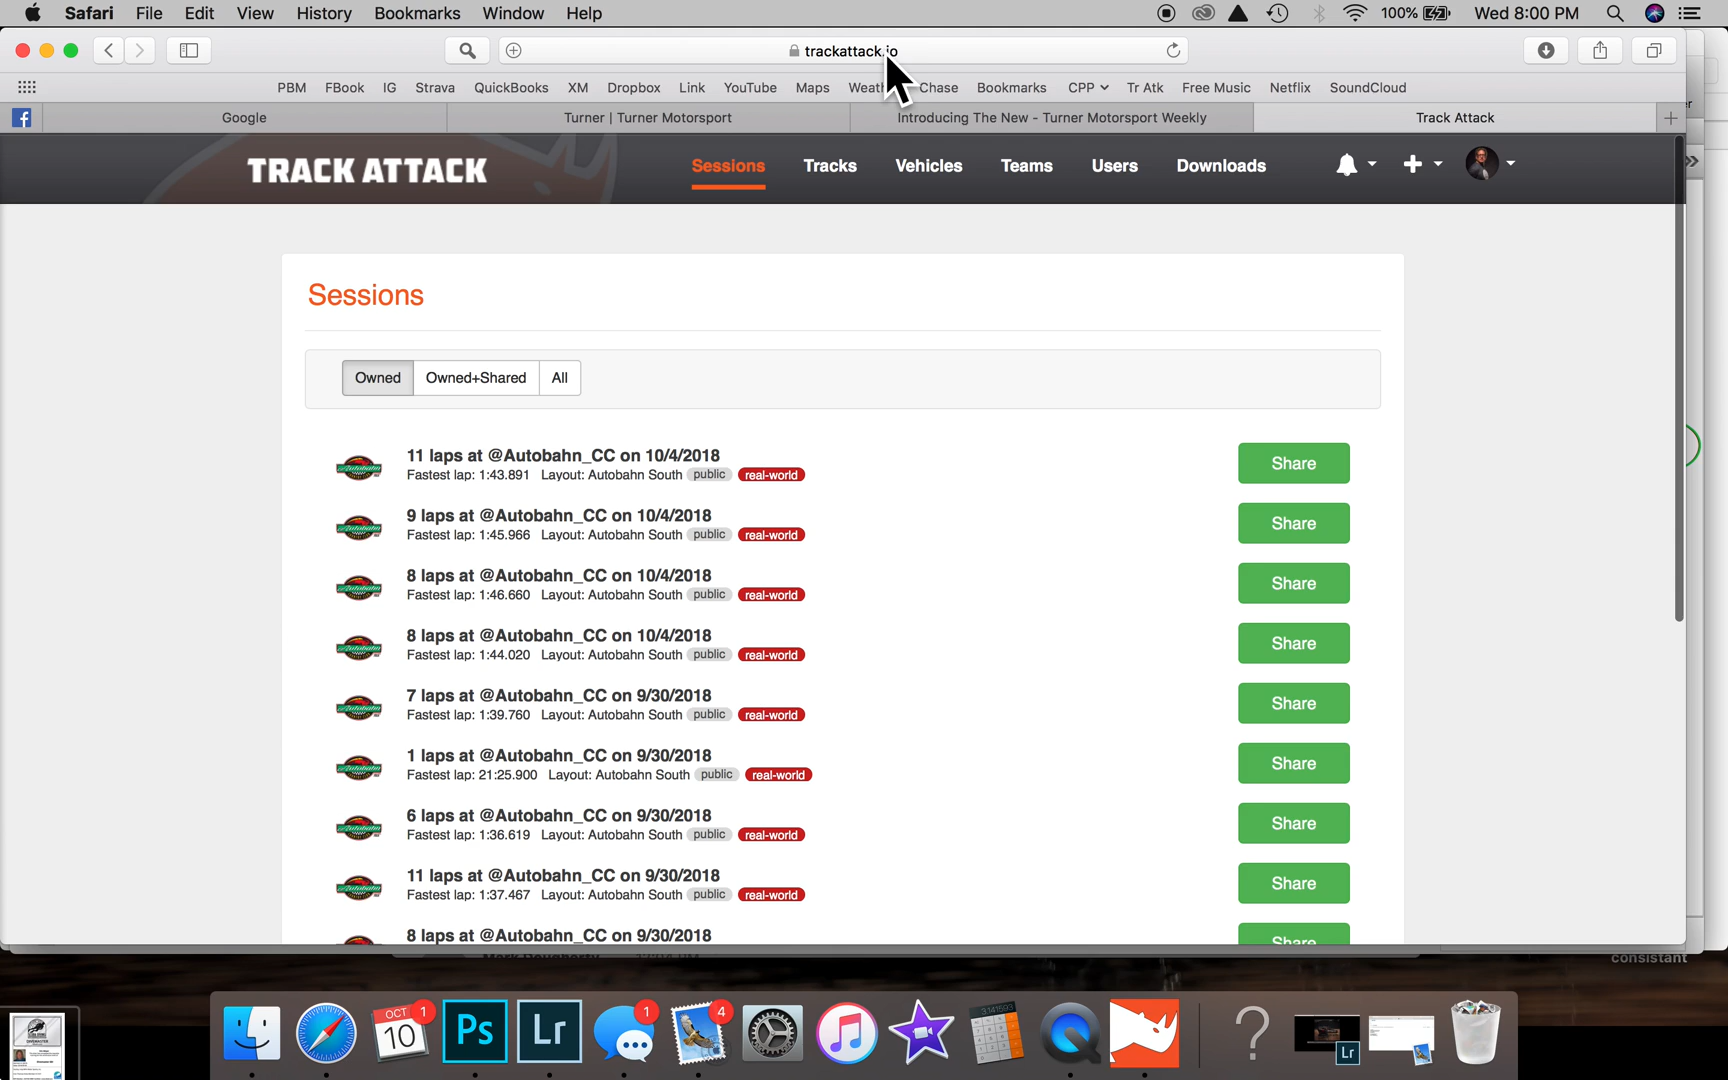 Safari File Edit View History Bookmarks Window Help 100% Wed 8:00 PM
trackattack.io
PBM FBook IG Strava QuickBooks XM Dropbox Link YouTube Maps Chase Bookmarks CPP Tr Atk Free Music Netflix SoundCloud
Google Turner | Turner Motorsport Introducing The New - Turner Motorsport Weekly Track Attack
TRACK ATTACK Sessions Tracks Vehicles Teams Users Downloads
Sessions
Owned Owned+Shared All
11 laps at @Autobahn_CC on 10/4/2018
Fastest lap: 1:43.891 Layout: Autobahn South public real-world
Share
9 laps at @Autobahn_CC on 10/4/2018
Fastest lap: 1:45.966 Layout: Autobahn South public real-world
Share
8 laps at @Autobahn_CC on 10/4/2018
Fastest lap: 1:46.660 Layout: Autobahn South public real-world
Share
8 laps at @Autobahn_CC on 10/4/2018
Fastest lap: 1:44.020 Layout: Autobahn South public real-world
Share
7 laps at @Autobahn_CC on 9/30/2018
Fastest lap: 1:39.760 Layout: Autobahn South public real-world
Share
1 laps at @Autobahn_CC on 9/30/2018
Fastest lap: 21:25.900 Layout: Autobahn South public real-world
Share
6 laps at @Autobahn_CC on 9/30/2018
Fastest lap: 1:36.619 Layout: Autobahn South public real-world
Share
11 laps at @Autobahn_CC on 9/30/2018
Fastest lap: 1:37.467 Layout: Autobahn South public real-world
Share
8 laps at @Autobahn_CC on 9/30/2018
Share
consistant
OCT 10 1 Ps Lr 1 4 3.141593 ? Lr